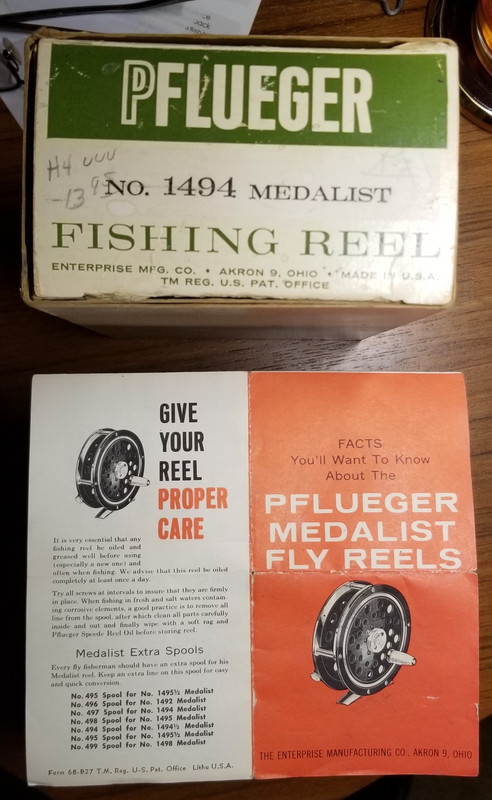 PFLUEGER
H4 UUU
-13 95
NO. 1494 MEDALIST
FISHING REEL
ENTERPRISE MFG. CO. • AKRON 9, OHIO • MADE IN U.S.A.
TM REG. U.S. PAT. OFFICE
GIVE
YOUR
REEL
PROPER
CARE
It is very essential that any
fishing reel be oiled and
greased well before using
(especially a new one) and
often when fishing. We advise that this reel be oiled
completely at least once a day.
Try all screws at intervals to insure that they are firmly
in place. When fishing in fresh and salt waters contain-
ing corrosive elements, a good practice is to remove all
line from the spool, after which clean all parts carefully
inside and out and finally wipe with a soft rag and
Pflueger Speede Reel Oil before storing reel.
Medalist Extra Spools
Every fly fisherman should have an extra spool for his
Medalist reel. Keep an extra line on this spool for easy
and quick conversion.
No. 495 Spool for No. 1495½ Medalist
No. 496 Spool for No. 1492 Medalist
No. 497 Spool for No. 1494 Medalist
No. 498 Spool for No. 1495 Medalist
No. 494 Spool for No. 1494½ Medalist
No. 495 Spool for No. 1495½ Medalist
No. 499 Spool for No. 1498 Medalist
Form 68-B27 T.M. Reg. U-S. Pat. Office Litho U.S.A.
FACTS
You'll Want To Know
About The
PFLUEGER
MEDALIST
FLY REELS
THE ENTERPRISE MANUFACTURING CO., AKRON 9, OHIO